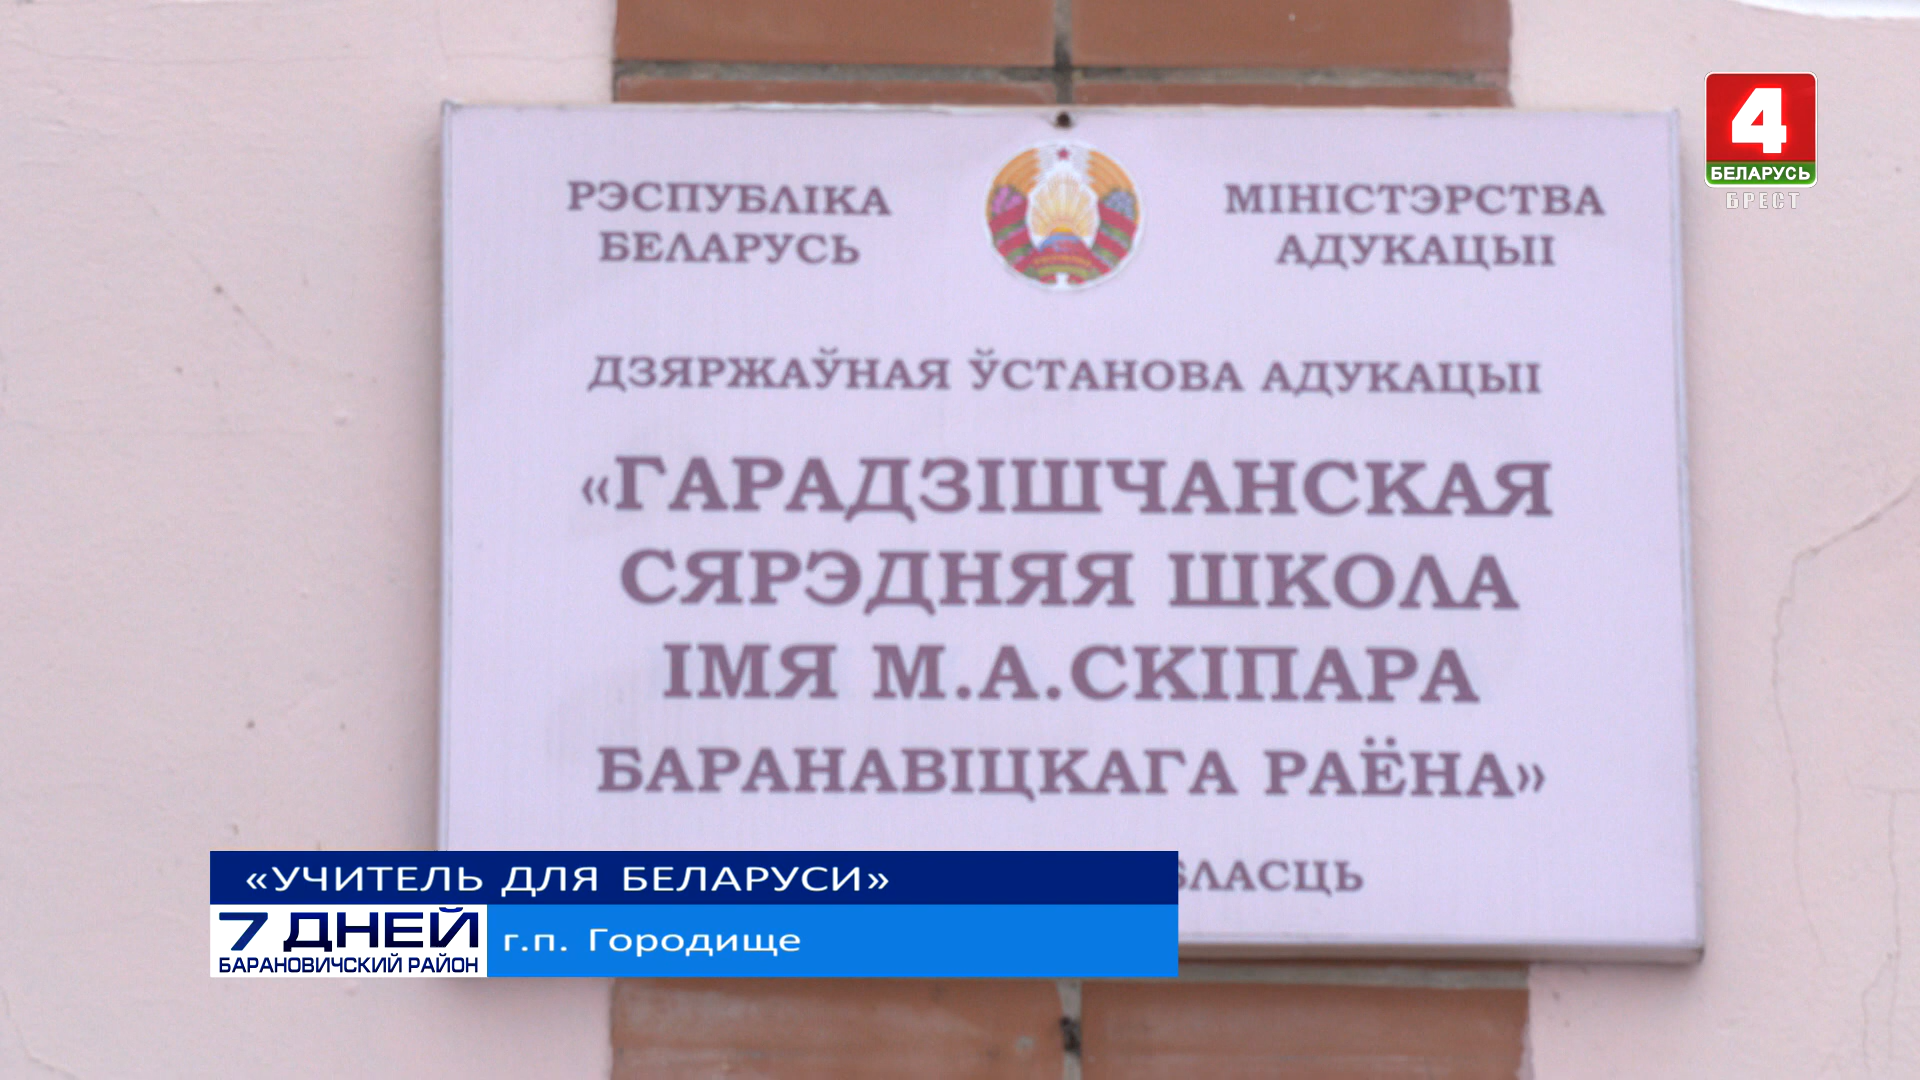 4
БЕЛАРУСЬ
БРЕСТ
РЭСПУБЛІКА
БЕЛАРУСЬ
МІНІСТЭРСТВА
АДУКАЦЫІ
ДЗЯРЖАЎНАЯ ЎСТАНОВА АДУКАЦЫІ
«ГАРАДЗІШЧАНСКАЯ
СЯРЭДНЯЯ ШКОЛА
ІМЯ М.А.СКІПАРА
БАРАНАВІЦКАГА РАЁНА»
«УЧИТЕЛЬ ДЛЯ БЕЛАРУСИ»
7 ДНЕЙ
БАРАНОВИЧСКИЙ РАЙОН
г.п. Городище